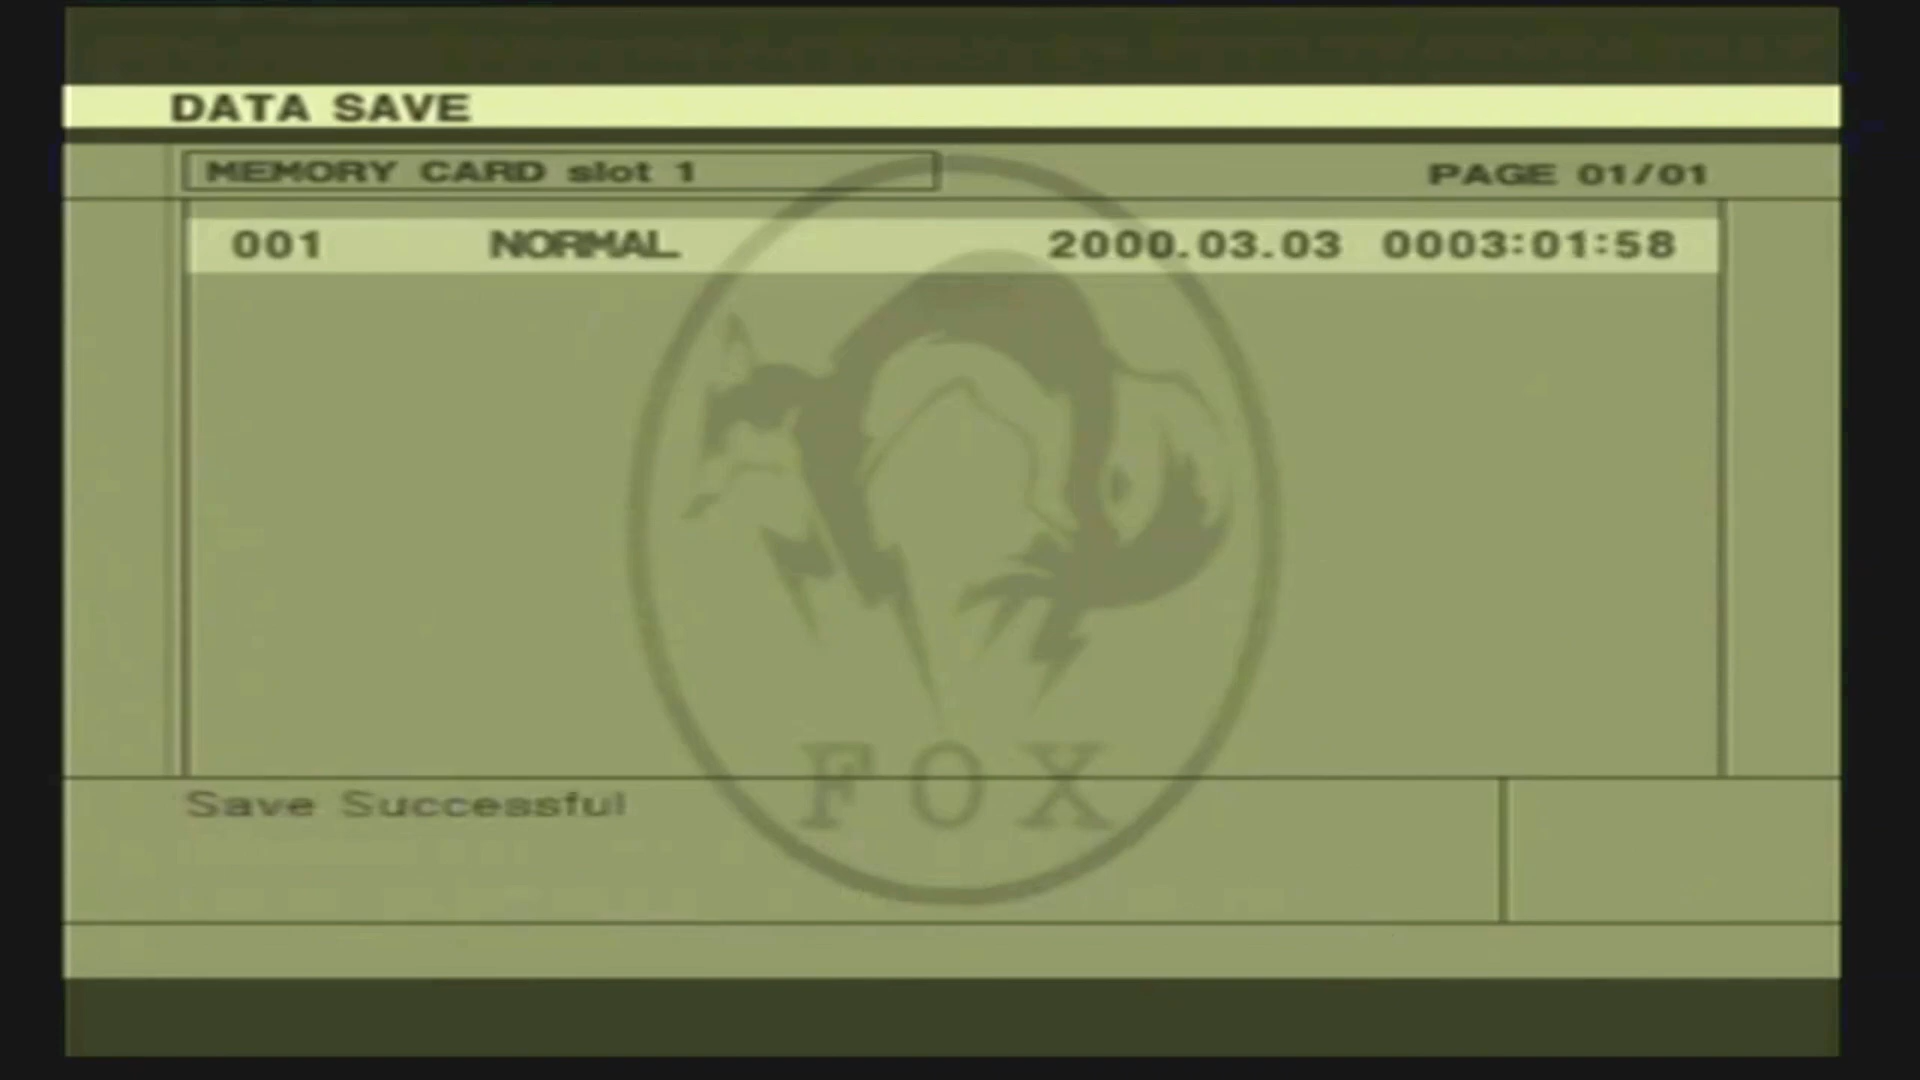 DATA SAVE
MEMORY CARD slot 1
PAGE 01/01
001 NORMAL 2000.03.03 0003:01:58
Save Successful
FOX